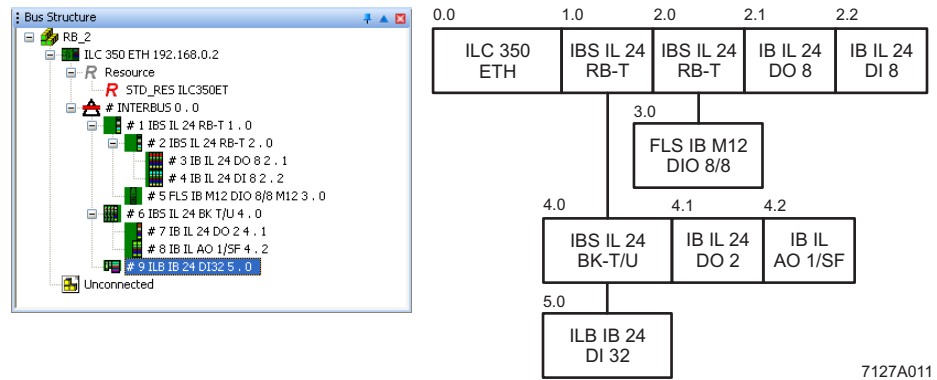 Bus Structure
RB_2
ILC 350 ETH 192.168.0.2
Resource
STD_RES ILC350ET
# INTERBUS 0 . 0
# 1 IBS IL 24 RB-T 1 . 0
# 2 IBS IL 24 RB-T 2 . 0
# 3 IB IL 24 DO 8 2 . 1
# 4 IB IL 24 DI 8 2 . 2
# 5 FLS IB M12 DIO 8/8 M12 3 . 0
# 6 IBS IL 24 BK T/U 4 . 0
# 7 IB IL 24 DO 2 4 . 1
# 8 IB IL AO 1/SF 4 . 2
# 9 ILB IB 24 DI32 5 . 0
Unconnected
0.0 1.0 2.0 2.1 2.2
ILC 350 IBS IL 24 IBS IL 24 IB IL 24 IB IL 24
ETH RB-T RB-T DO 8 DI 8
3.0
FLS IB M12
DIO 8/8
4.0 4.1 4.2
IBS IL 24 IB IL 24 IB IL
BK-T/U DO 2 AO 1/SF
5.0
ILB IB 24
DI 32
7127A011